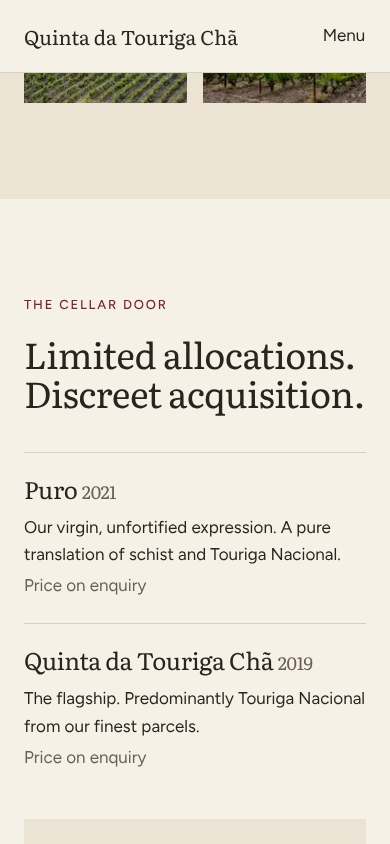 Quinta da Touriga Chã
Menu
THE CELLAR DOOR
Limited allocations.
Discreet acquisition.
Puro 2021
Our virgin, unfortified expression. A pure
translation of schist and Touriga Nacional.
Price on enquiry
Quinta da Touriga Chã 2019
The flagship. Predominantly Touriga Nacional
from our finest parcels.
Price on enquiry